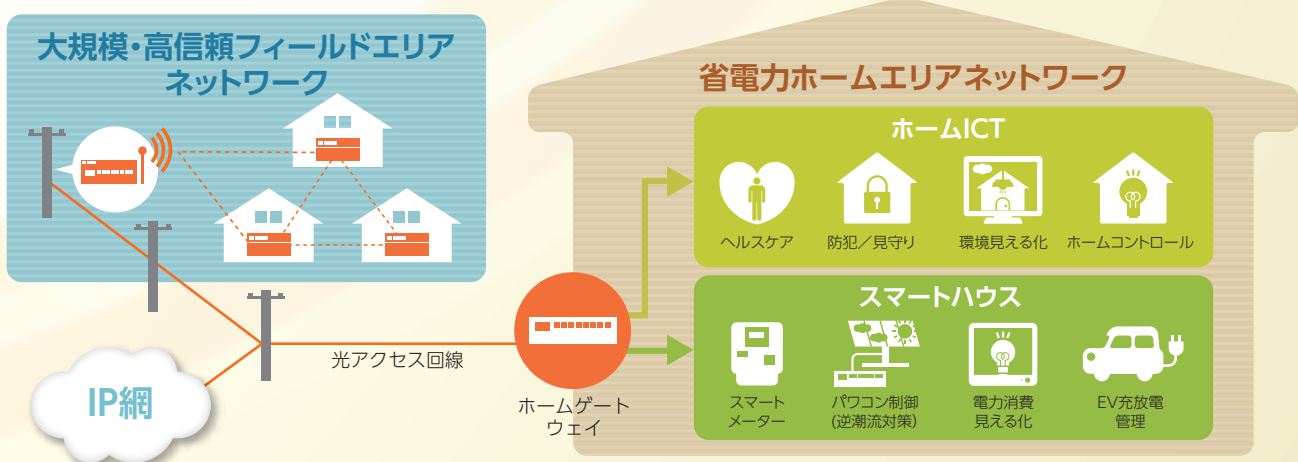 大規模・高信頼フィールドエリア
ネットワーク
省電力ホームエリアネットワーク
ホームICT
ヘルスケア
防犯／見守り
環境見える化
ホームコントロール
スマートハウス
スマート
メーター
パワコン制御
(逆潮流対策)
電力消費
見える化
EV充放電
管理
光アクセス回線
ホームゲート
ウェイ
IP網